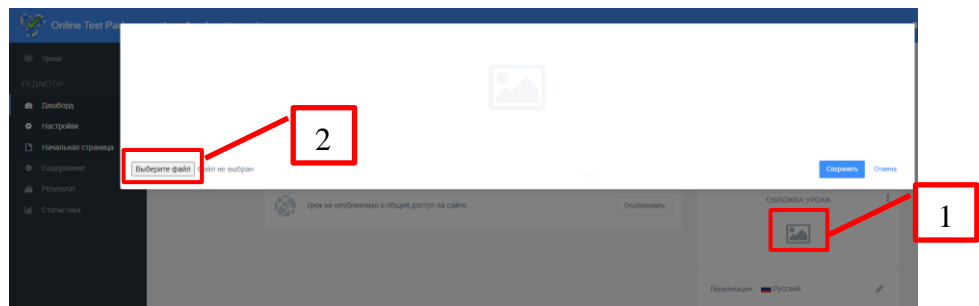 Online Test Pa
Уроки
РЕДАКТОР
Дашборд
Настройки
Начальная страница
Содержание
Результат
Статистика
2
Выберите файл
Файл не выбран
Сохранить
Отмена
Урок не опубликован в общий доступ на сайте.
Опубликовать
ОБЛОЖКА УРОКА
1
Локализация:
Русский